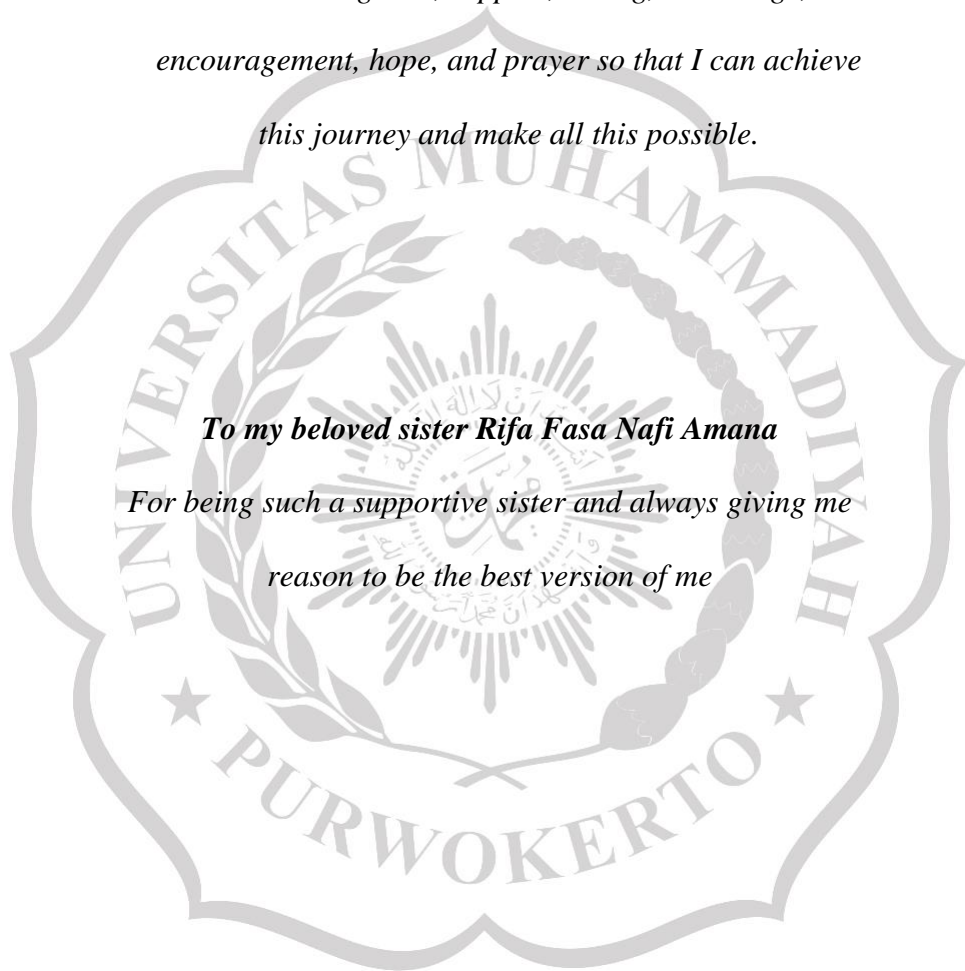 encouragement, hope, and prayer so that I can achieve
this journey and make all this possible.
UNIVERSITAS MUHAMMADIYAH
To my beloved sister Rifa Fasa Nafi Amana
For being such a supportive sister and always giving me
reason to be the best version of me
PURWOKERTO